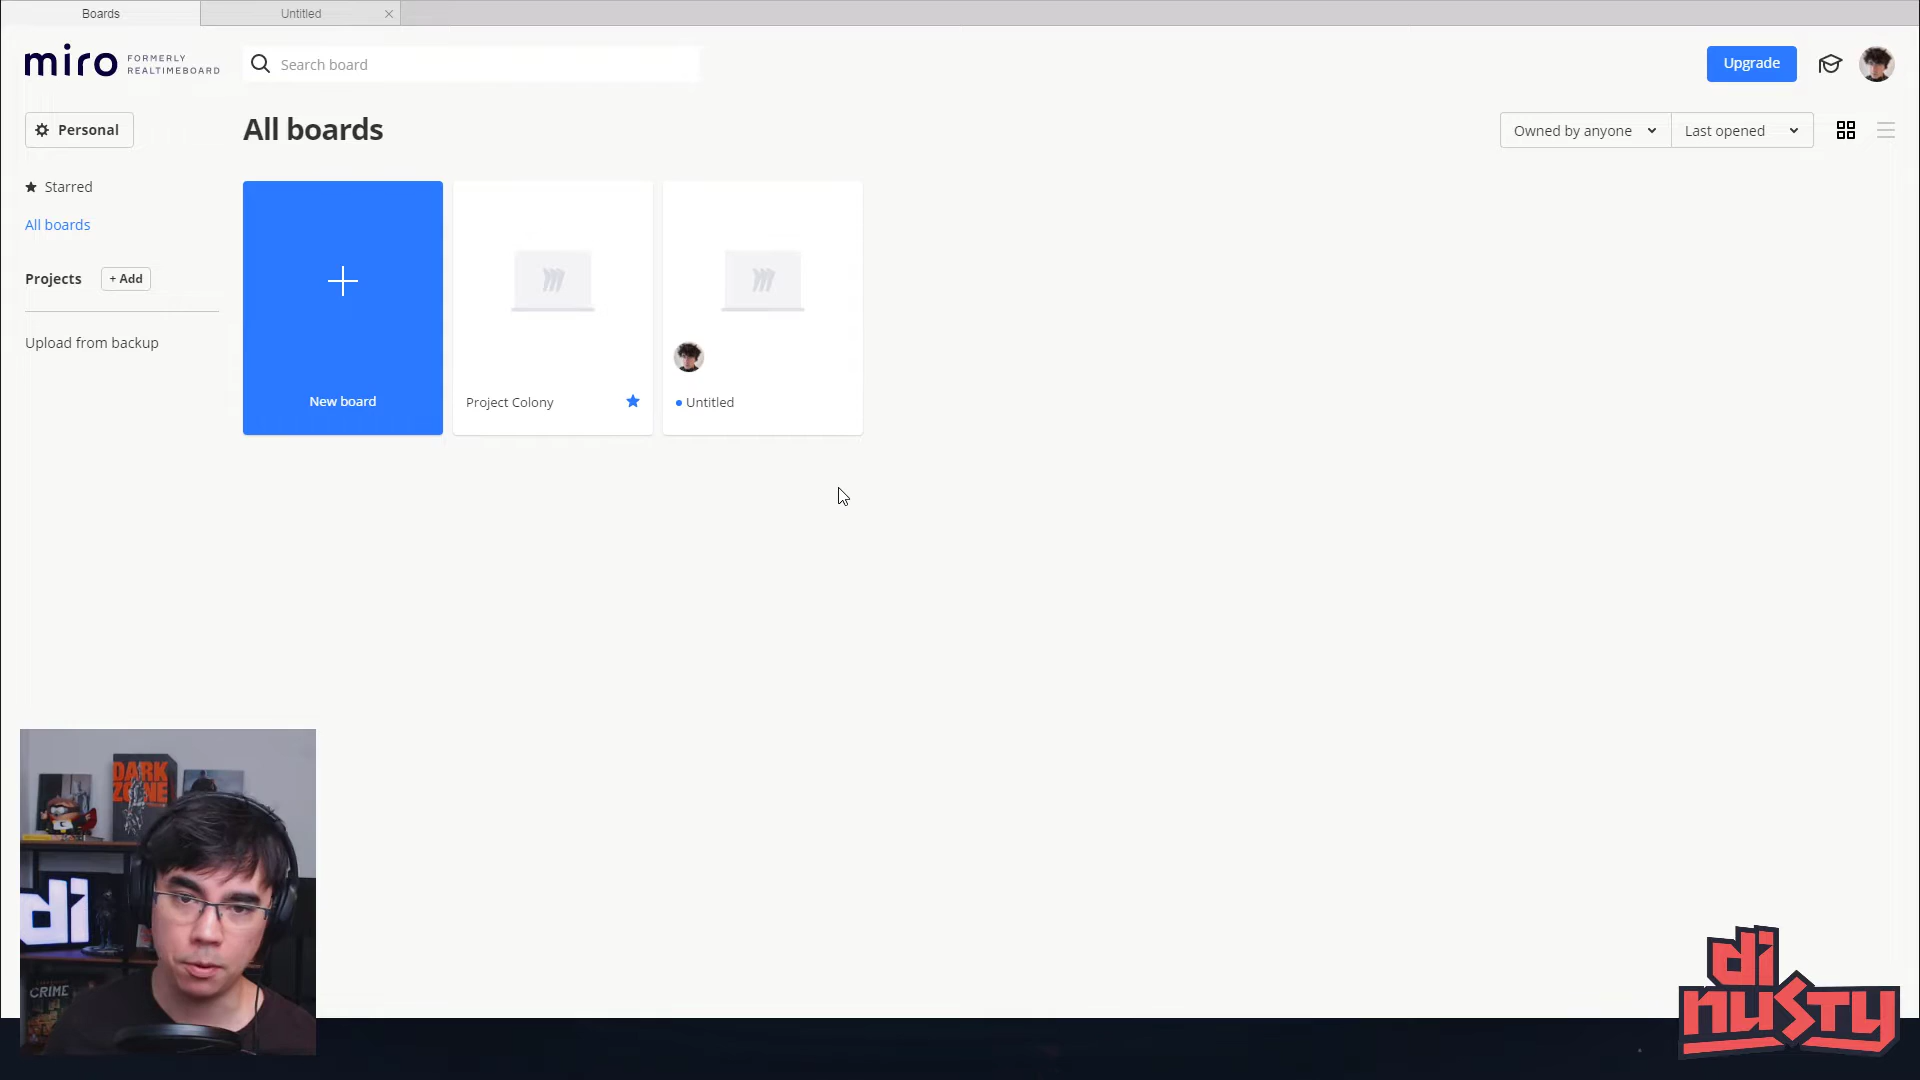 Boards
Untitled
miro
FORMERLY
REALTIMEBOARD
Search board
Upgrade
Personal
All boards
Owned by anyone
Last opened
Starred
All boards
Projects
+ Add
Upload from backup
New board
Project Colony
Untitled
DARK
ZONE
di
CRIME
di
nusty